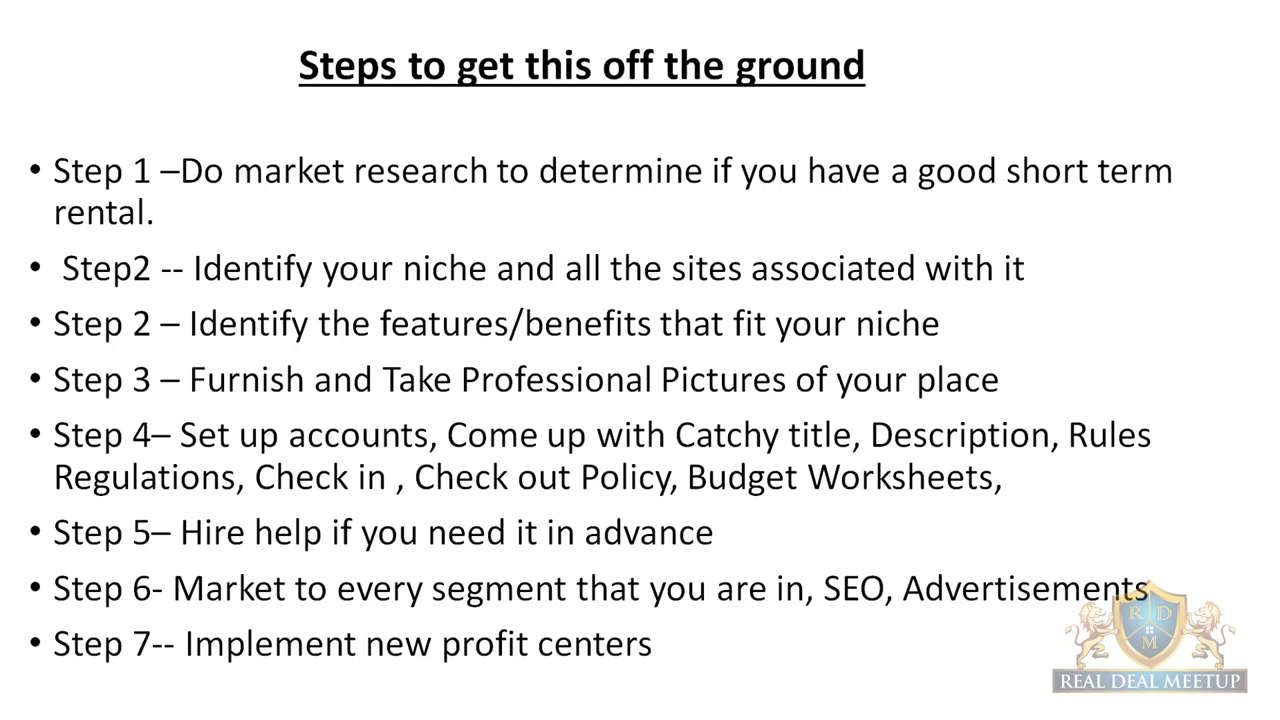 Steps to get this off the ground
• Step 1 –Do market research to determine if you have a good short term
rental.
• Step2 -- Identify your niche and all the sites associated with it
• Step 2 – Identify the features/benefits that fit your niche
• Step 3 – Furnish and Take Professional Pictures of your place
• Step 4– Set up accounts, Come up with Catchy title, Description, Rules
Regulations, Check in , Check out Policy, Budget Worksheets,
• Step 5– Hire help if you need it in advance
• Step 6- Market to every segment that you are in, SEO, Advertisements
• Step 7-- Implement new profit centers
R D
M
REAL DEAL MEETUP